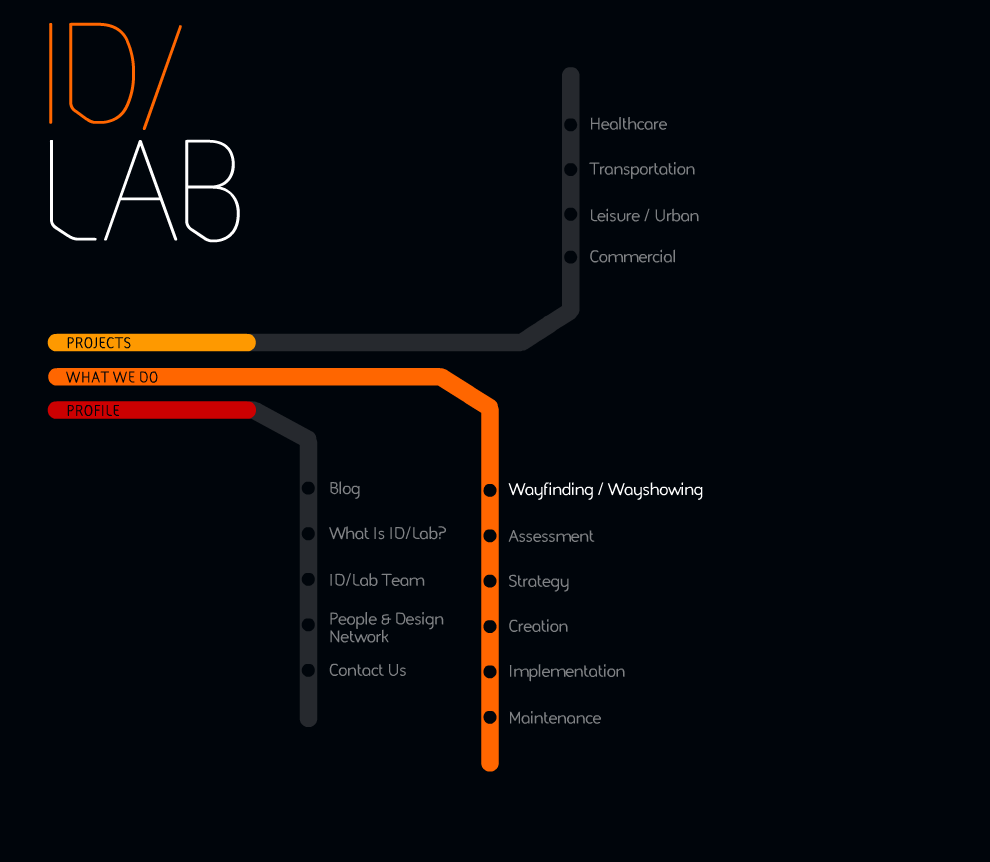 ID/
LAB
Healthcare
Transportation
Leisure / Urban
Commercial
PROJECTS
WHAT WE DO
PROFILE
Blog
What Is ID/Lab?
ID/Lab Team
People & Design
Network
Contact Us
Wayfinding / Wayshowing
Assessment
Strategy
Creation
Implementation
Maintenance